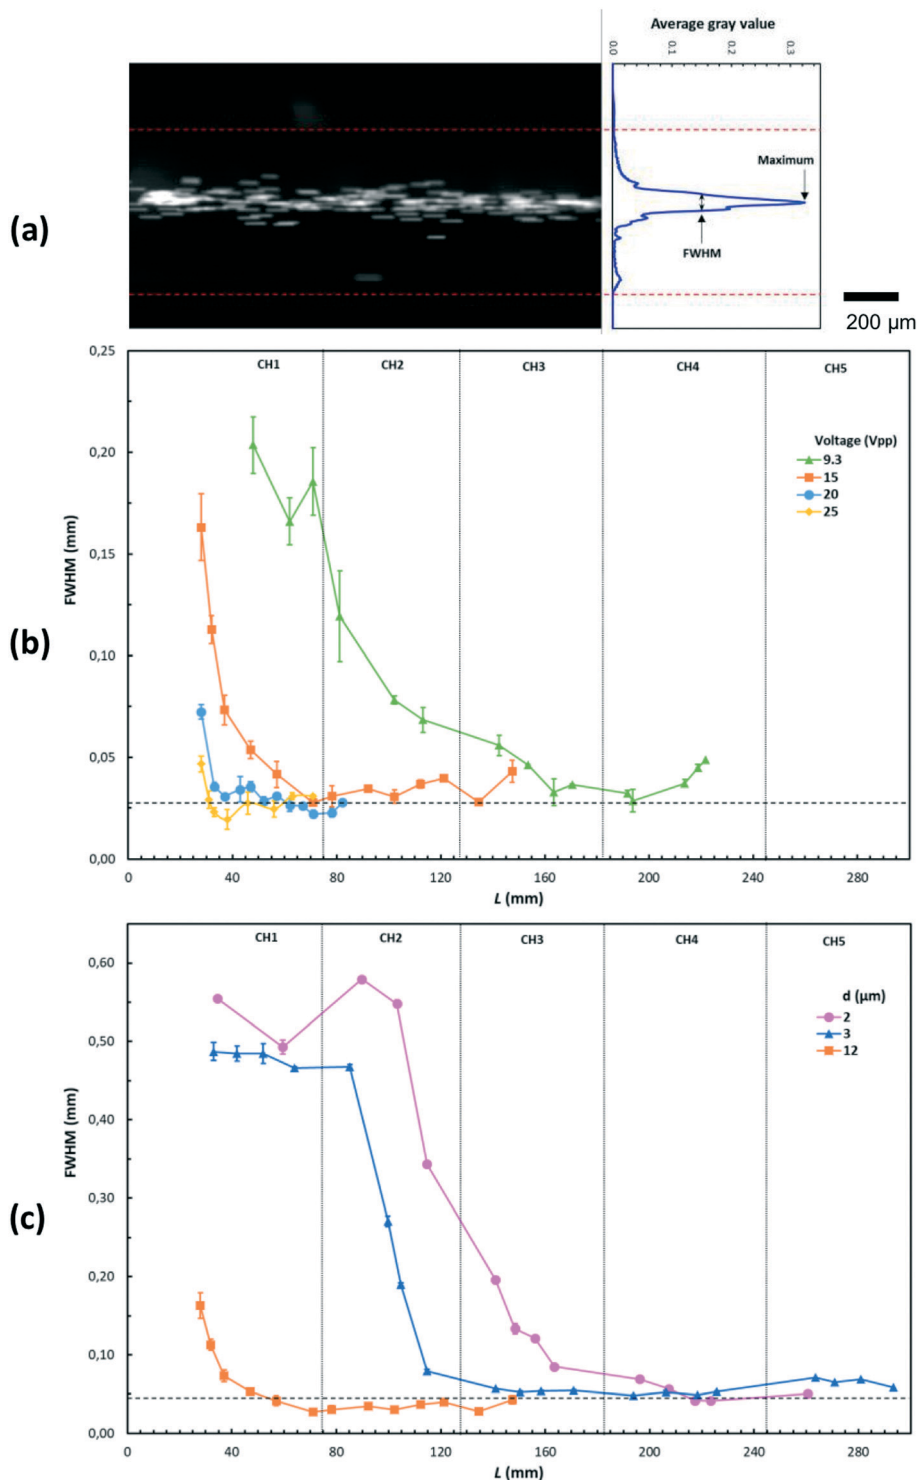 Average gray value
0.0 0.1 0.2 0.3
Maximum
(a)
FWHM
200 µm
0,25
CH1 CH2 CH3 CH4 CH5
Voltage (Vpp)
0,20
9.3
15
20
25
0,15
FWHM (mm)
(b)
0,10
0,05
0,00
0 40 80 120 160 200 240 280
L (mm)
CH1 CH2 CH3 CH4 CH5
0,60
d (µm)
2
3
12
0,50
0,40
FWHM (mm)
0,30
(c)
0,20
0,10
0,00
0 40 80 120 160 200 240 280
L (mm)